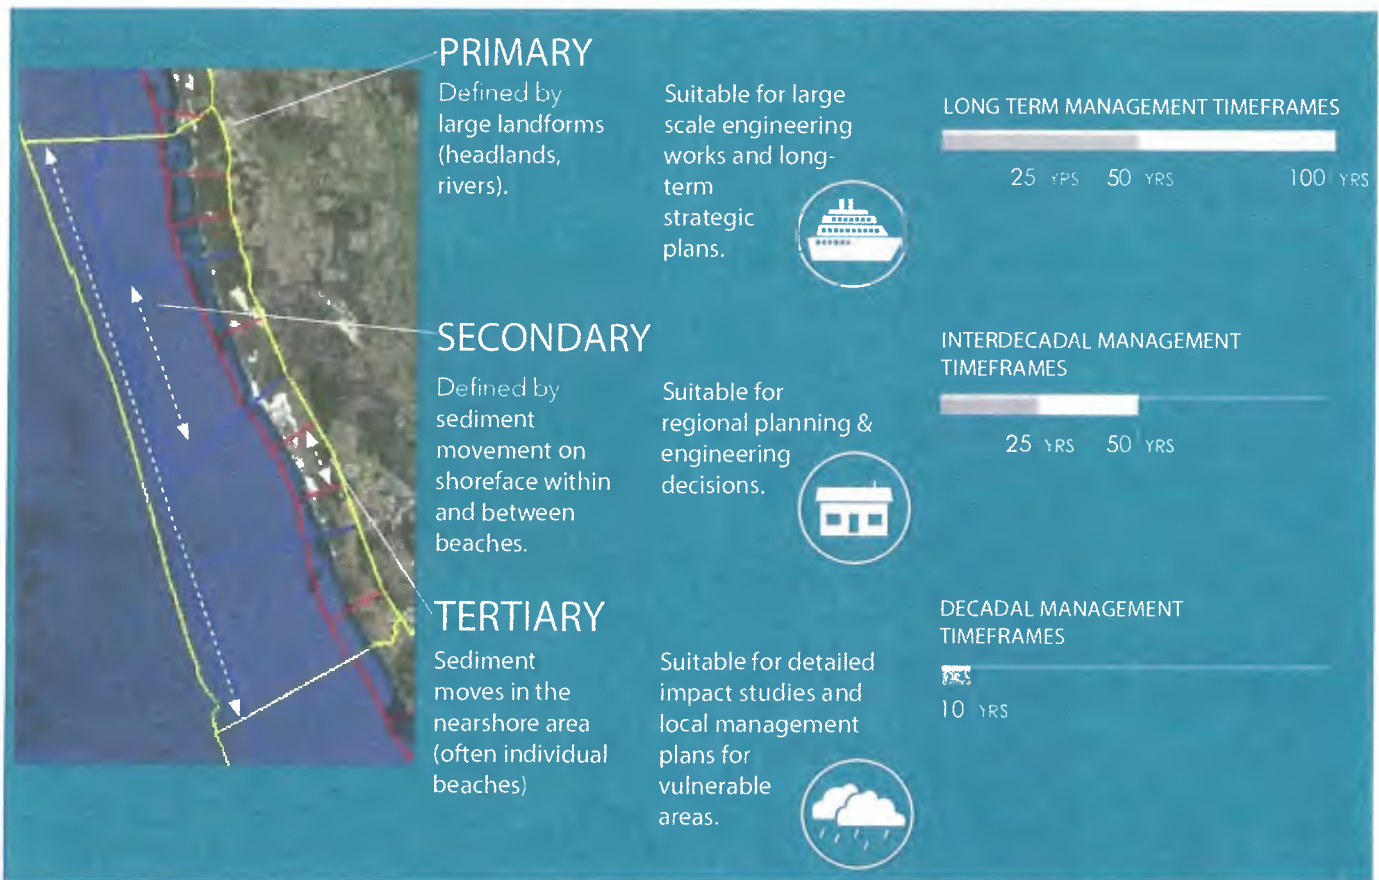 PRIMARY
Defined by
large landforms
(headlands,
rivers).
Suitable for large
scale engineering
works and long-
term
strategic
plans.
LONG TERM MANAGEMENT TIMEFRAMES
25 YRS 50 YRS 100 YRS
SECONDARY
Defined by
sediment
movement on
shoreface within
and between
beaches.
Suitable for
regional planning &
engineering
decisions.
INTERDECADAL MANAGEMENT
TIMEFRAMES
25 YRS 50 YRS
TERTIARY
Sediment
moves in the
nearshore area
(often individual
beaches)
Suitable for detailed
impact studies and
local management
plans for
vulnerable
areas.
DECADAL MANAGEMENT
TIMEFRAMES
10 YRS